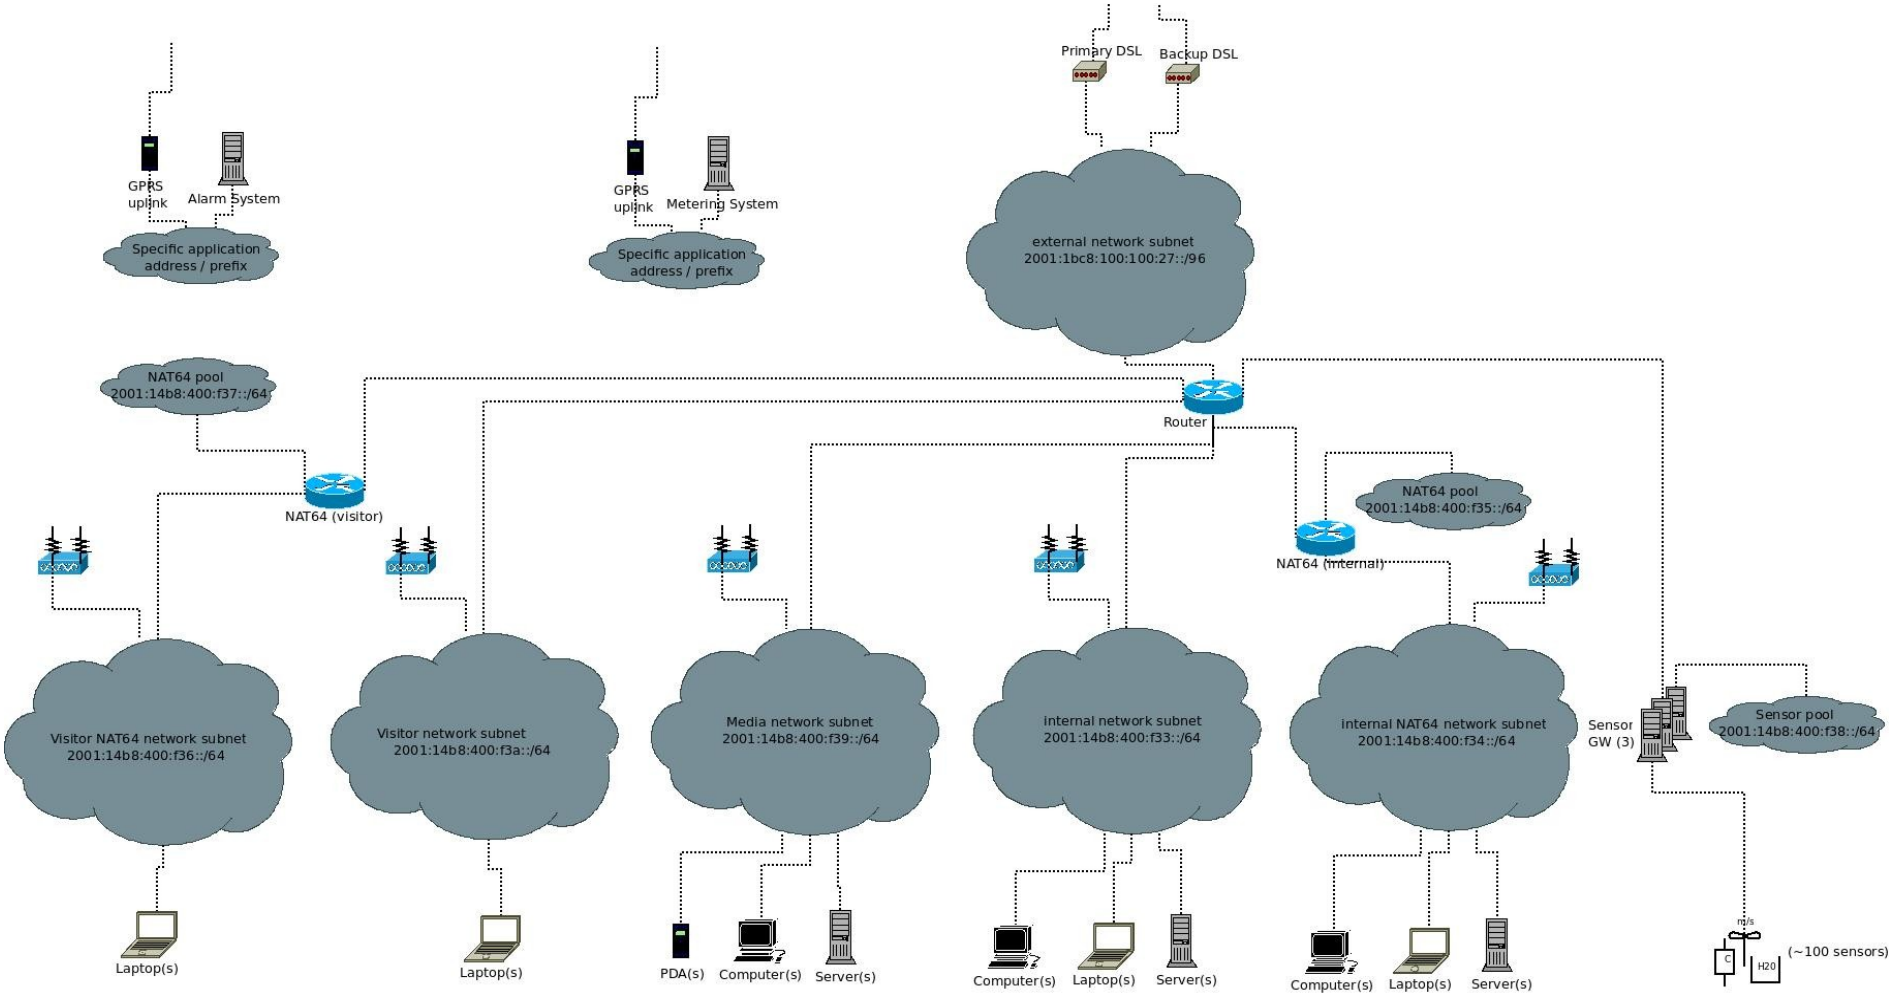 Primary DSL
Backup DSL
GPRS
uplink
Alarm System
GPRS
uplink
Metering System
Specific application
address / prefix
Specific application
address / prefix
external network subnet
2001:1bc8:100:100:27::/96
NAT64 pool
2001:14b8:400:f37::/64
Router
NAT64 (visitor)
NAT64 pool
2001:14b8:400:f35::/64
NAT64 (internal)
Visitor NAT64 network subnet
2001:14b8:400:f36::/64
Visitor network subnet
2001:14b8:400:f3a::/64
Media network subnet
2001:14b8:400:f39::/64
internal network subnet
2001:14b8:400:f33::/64
internal NAT64 network subnet
2001:14b8:400:f34::/64
Sensor
GW (3)
Sensor pool
2001:14b8:400:f38::/64
Laptop(s)
Laptop(s)
PDA(s)
Computer(s)
Server(s)
Computer(s)
Laptop(s)
Server(s)
Computer(s)
Laptop(s)
Server(s)
m/s
C
H20
(~100 sensors)